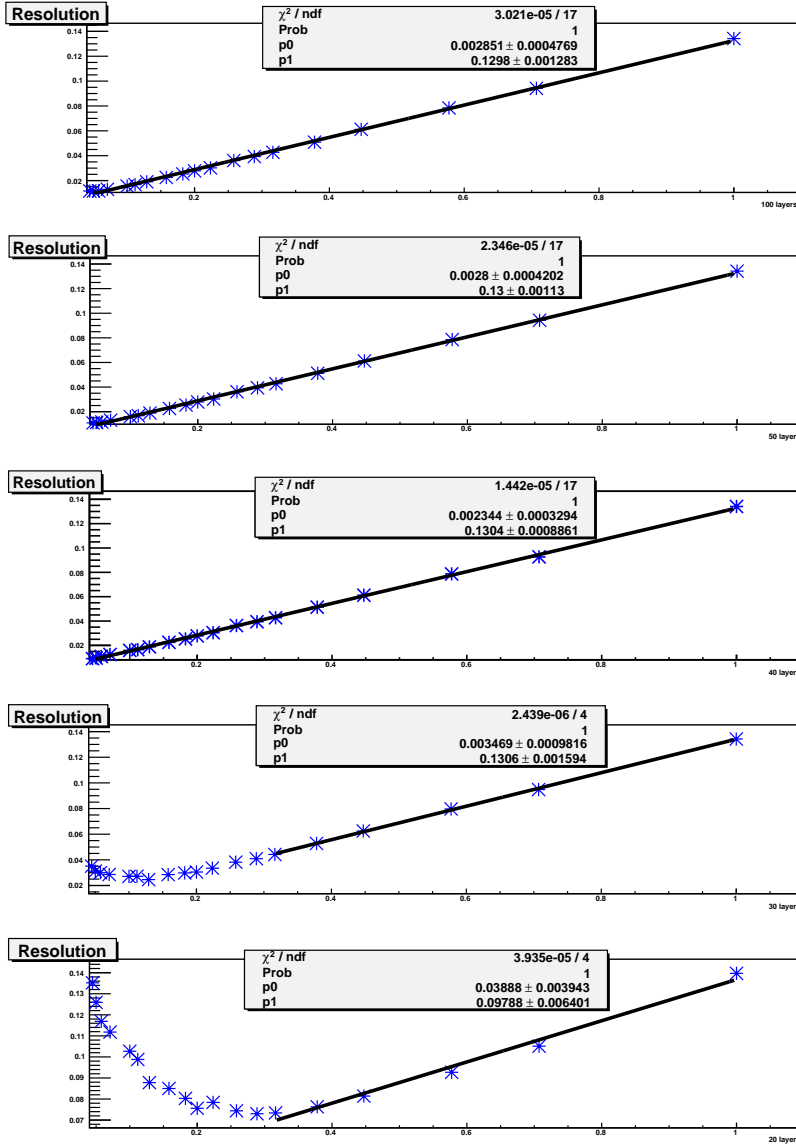 Resolution
χ² / ndf 3.021e-05 / 17
Prob 1
p0 0.002851 ± 0.0004769
p1 0.1298 ± 0.001283
0.14
0.12
0.1
0.08
0.06
0.04
0.02
0.2 0.4 0.6 0.8 1
100 layers
Resolution
χ² / ndf 2.346e-05 / 17
Prob 1
p0 0.0028 ± 0.0004202
p1 0.13 ± 0.00113
0.14
0.12
0.1
0.08
0.06
0.04
0.02
0.2 0.4 0.6 0.8 1
50 layer
Resolution
χ² / ndf 1.442e-05 / 17
Prob 1
p0 0.002344 ± 0.0003294
p1 0.1304 ± 0.0008861
0.14
0.12
0.1
0.08
0.06
0.04
0.02
0.2 0.4 0.6 0.8 1
40 layer
Resolution
χ² / ndf 2.439e-06 / 4
Prob 1
p0 0.003469 ± 0.0009816
p1 0.1306 ± 0.001594
0.14
0.12
0.1
0.08
0.06
0.04
0.02
0.2 0.4 0.6 0.8 1
30 layer
Resolution
χ² / ndf 3.935e-05 / 4
Prob 1
p0 0.03888 ± 0.003943
p1 0.09788 ± 0.006401
0.14
0.13
0.12
0.11
0.1
0.09
0.08
0.07
0.2 0.4 0.6 0.8 1
20 layer